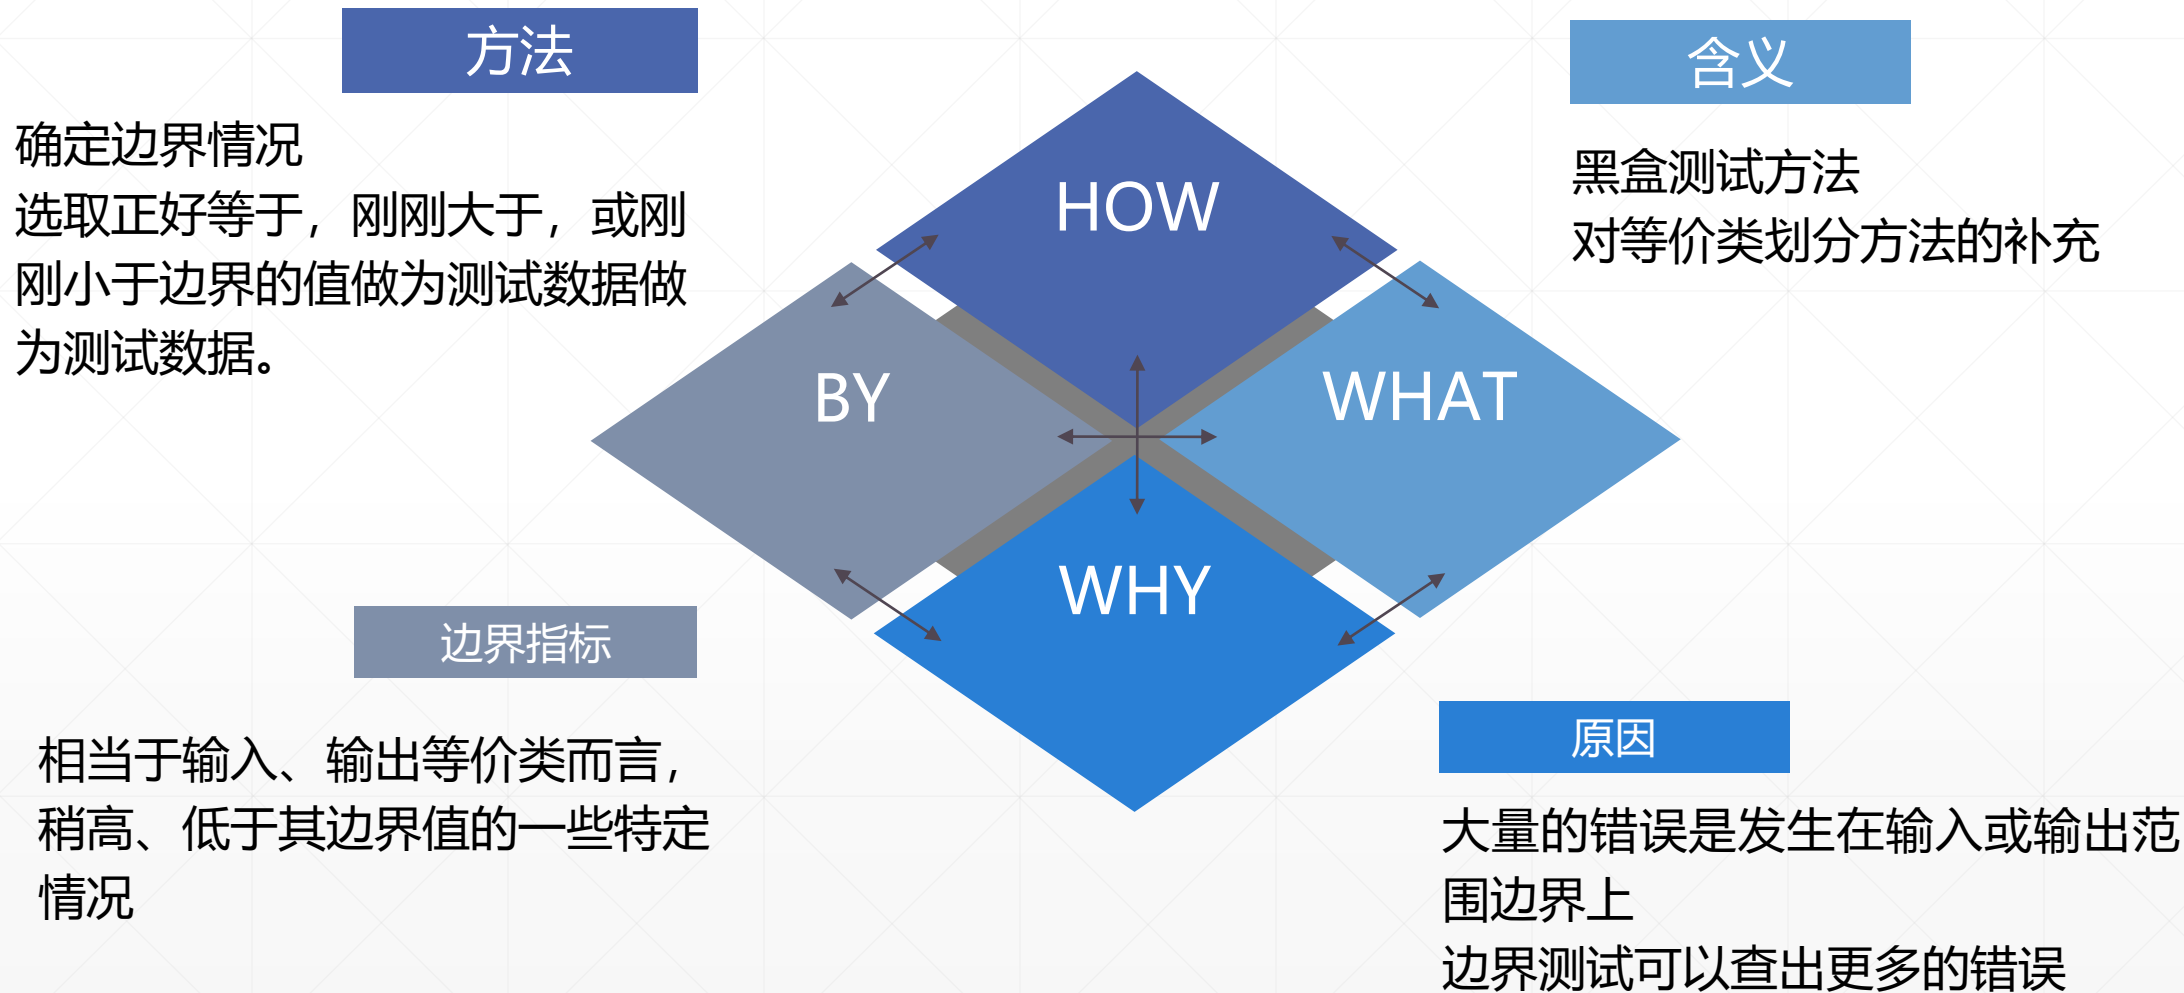 方法
确定边界情况
选取正好等于，刚刚大于，或刚
刚小于边界的值做为测试数据做
为测试数据。
含义
黑盒测试方法
对等价类划分方法的补充
HOW
BY
WHAT
WHY
边界指标
相当于输入、输出等价类而言，
稍高、低于其边界值的一些特定
情况
原因
大量的错误是发生在输入或输出范
围边界上
边界测试可以查出更多的错误